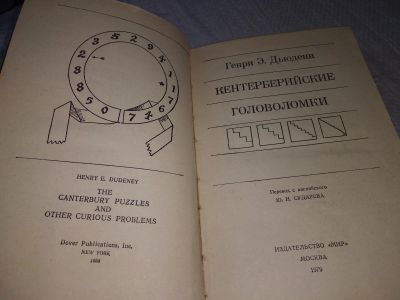 HENRY E. DUDENEY
THE
CANTERBURY PUZZLES
AND
OTHER CURIOUS PROBLEMS
Dover Publications, Inc.
NEW YORK
1958
Генри Э. Дьюдени
КЕНТЕРБЕРИЙСКИЕ
ГОЛОВОЛОМКИ
Перевод с английского
Ю. Н. СУДАРЕВА
ИЗДАТЕЛЬСТВО «МИР»
МОСКВА
1979